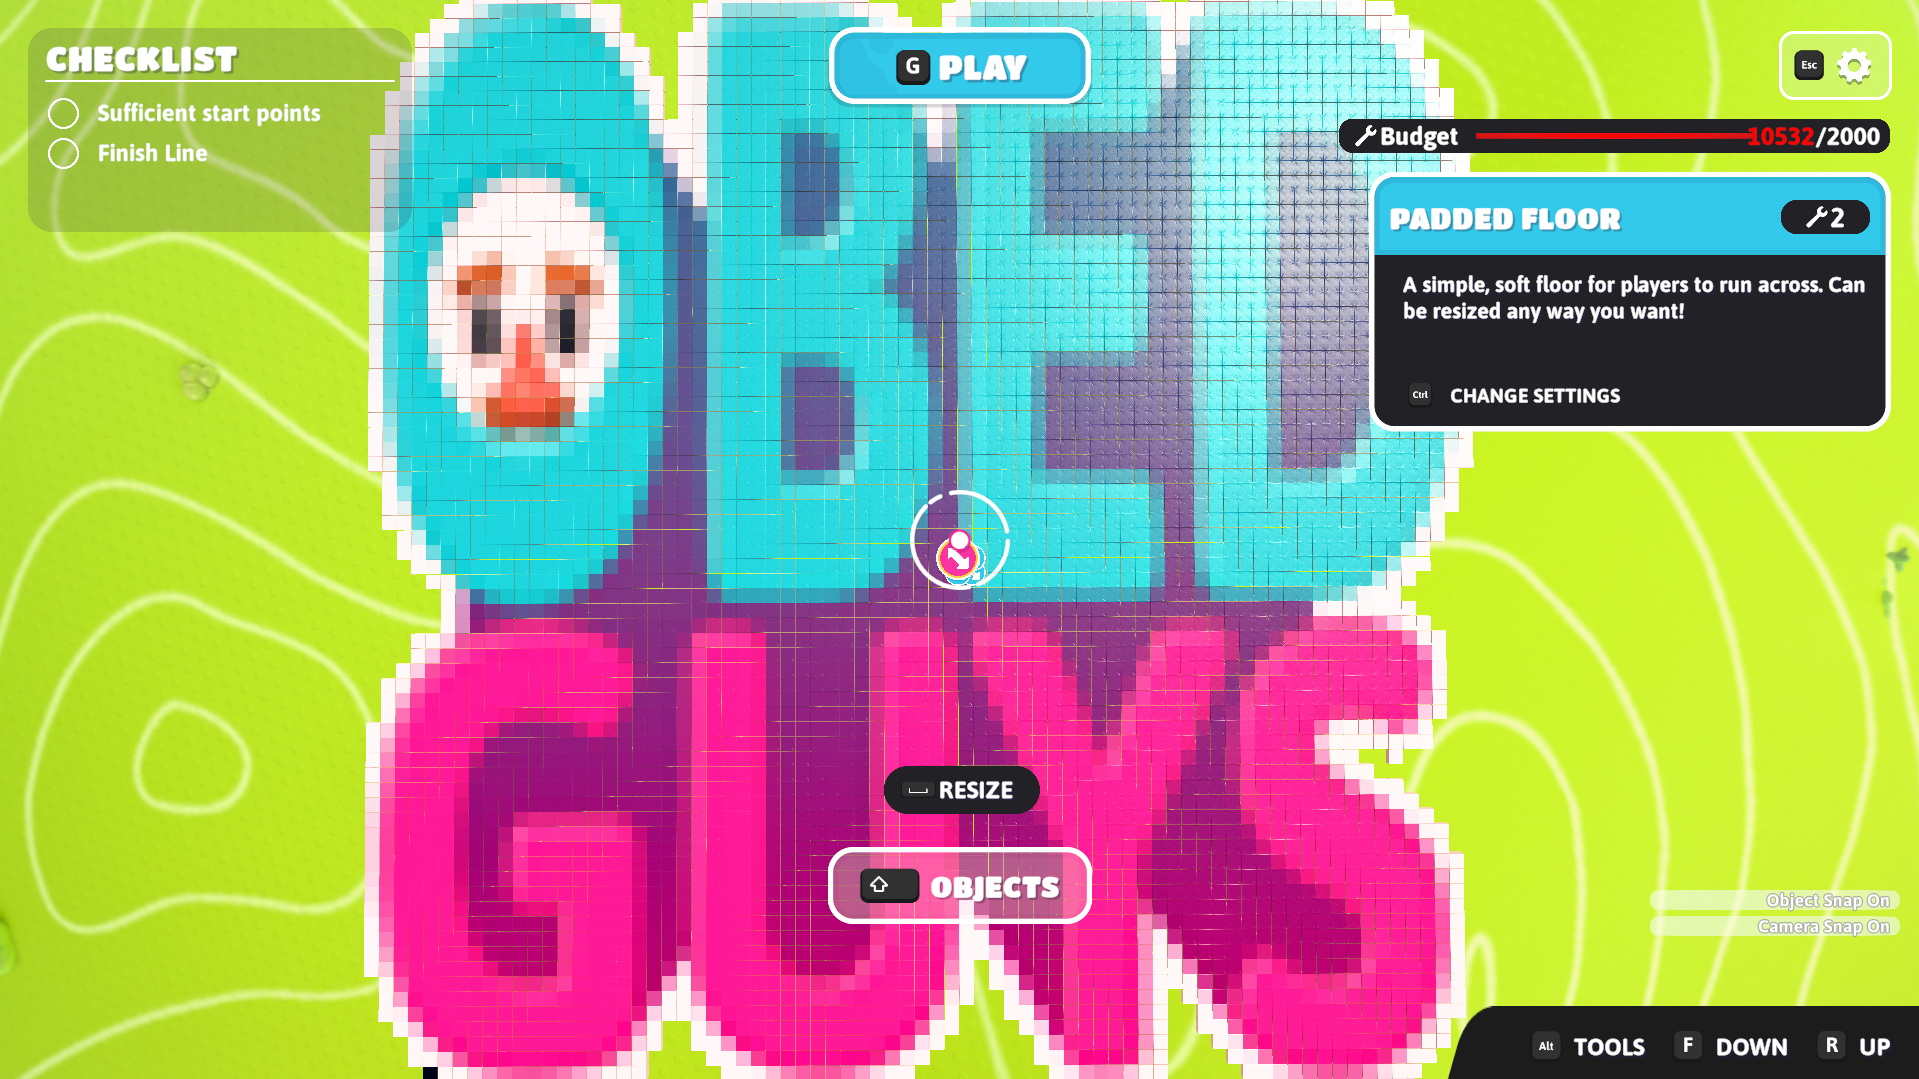 CHECKLIST
Sufficient start points
Finish Line
G PLAY
Esc
Budget 10532/2000
PADDED FLOOR 2
A simple, soft floor for players to run across. Can
be resized any way you want!
Ctrl CHANGE SETTINGS
OBEO
GUYS
RESIZE
OBJECTS
Object Snap On
Camera Snap On
Alt TOOLS F DOWN R UP